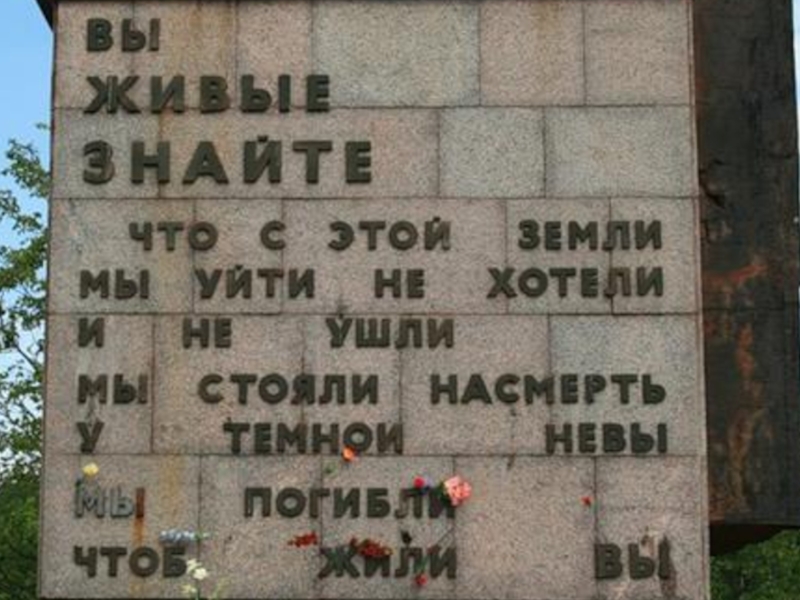 ВЫ
ЖИВЫЕ
ЗНАЙТЕ
ЧТО С ЭТОЙ ЗЕМЛИ
МЫ УЙТИ НЕ ХОТЕЛИ
И НЕ УШЛИ
МЫ СТОЯЛИ НАСМЕРТЬ
У ТЕМНОЙ НЕВЫ
МЫ ПОГИБЛИ
ЧТОБ ЖИЛИ ВЫ